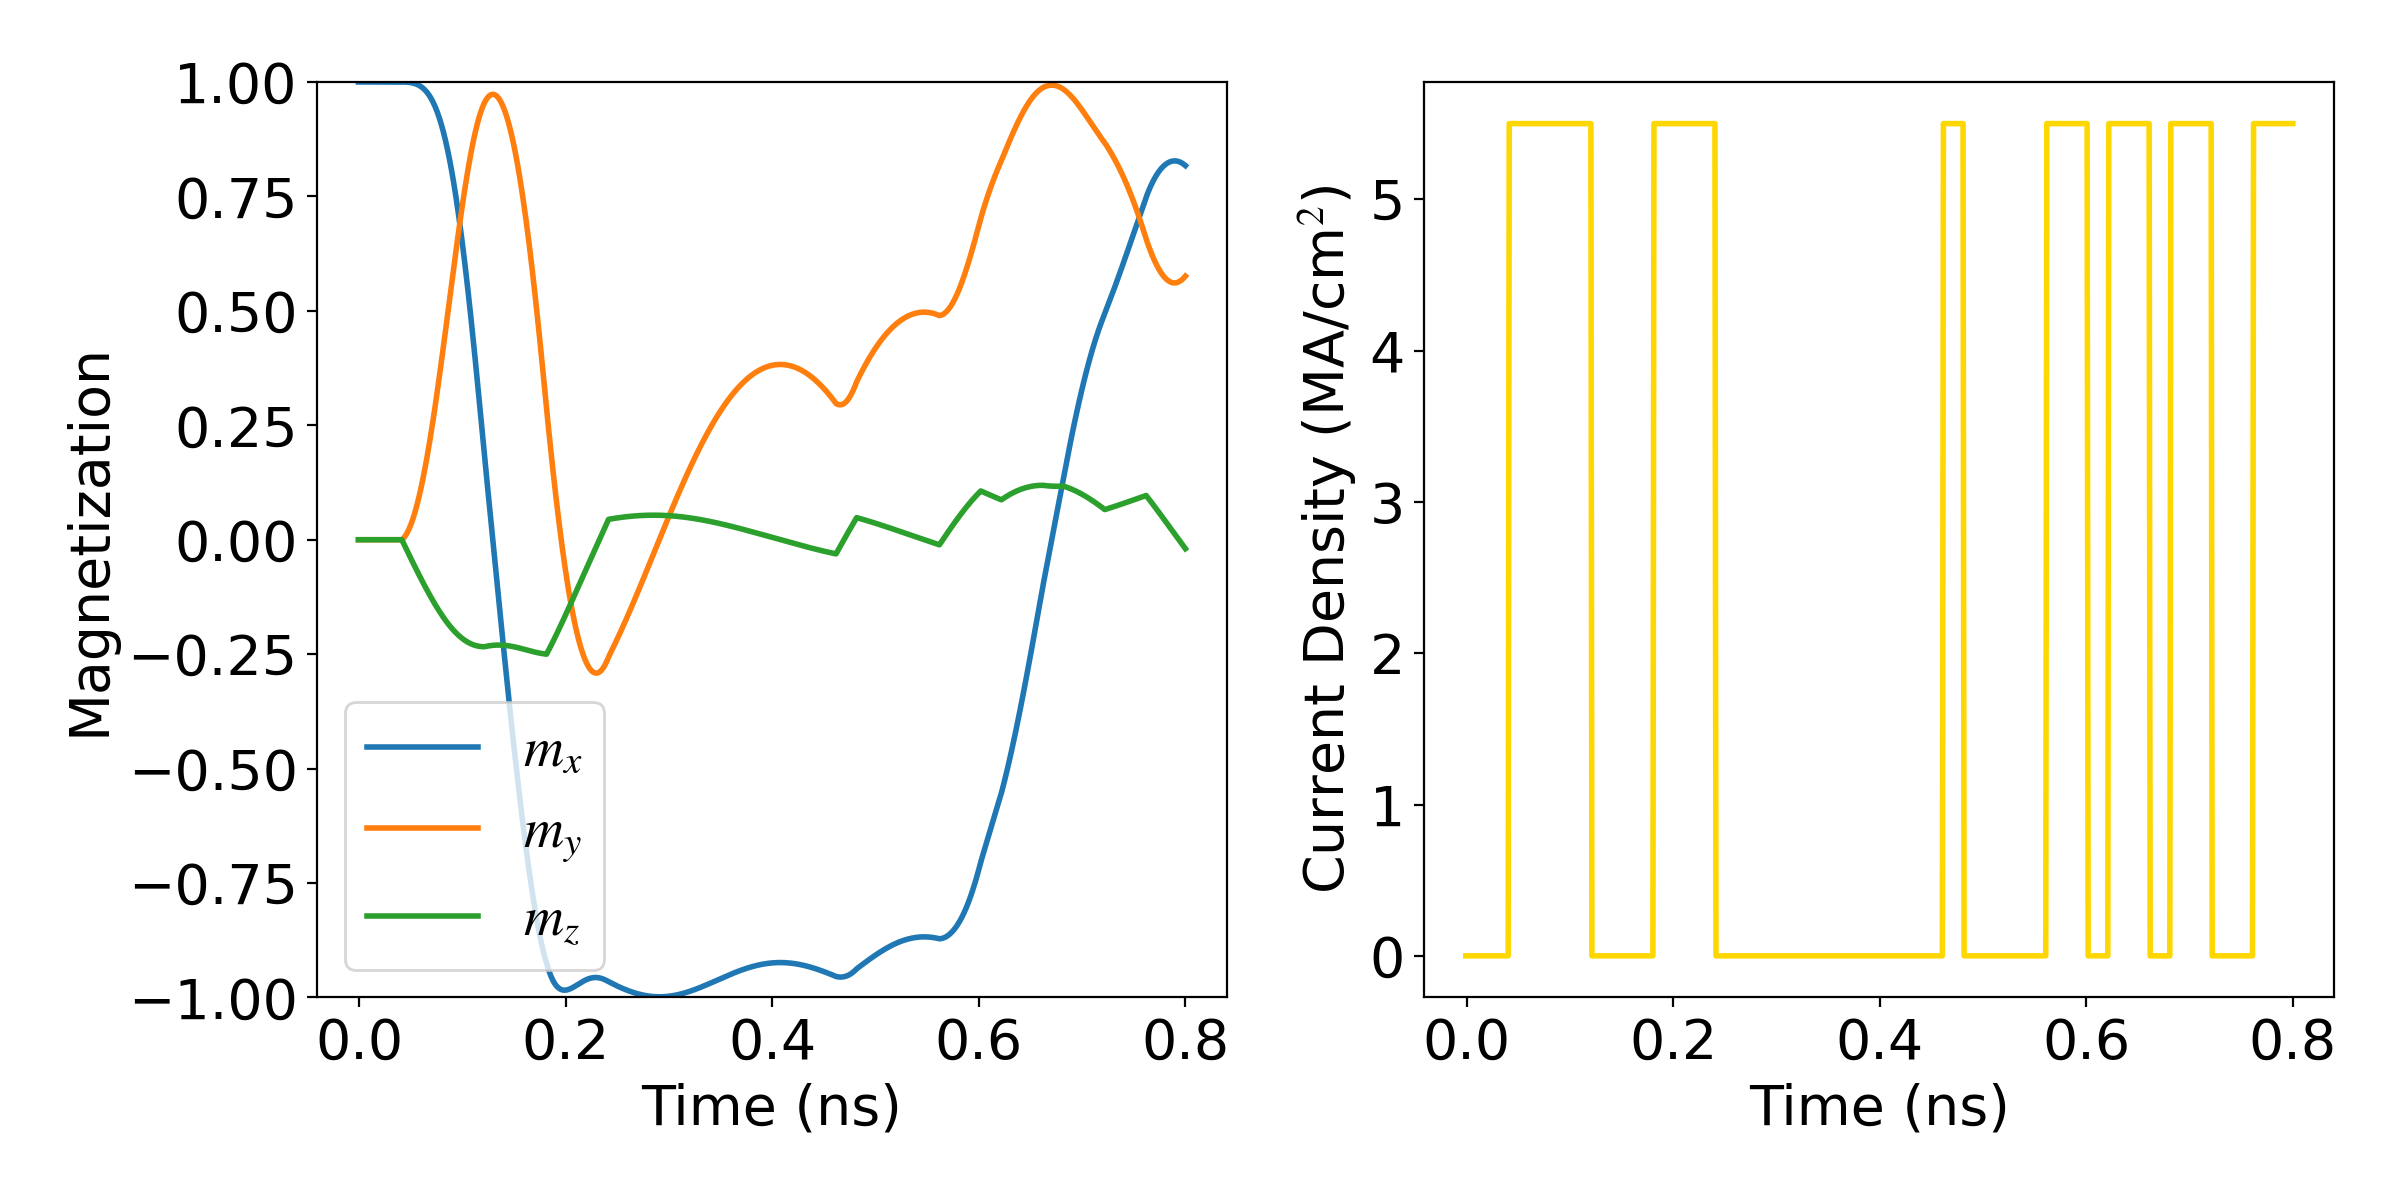 Magnetization
1.00
0.75
0.50
0.25
0.00
−0.25
−0.50
−0.75
−1.00
m_x
m_y
m_z
0.0 0.2 0.4 0.6 0.8
Time (ns)
Current Density (MA/cm²)
5
4
3
2
1
0
0.0 0.2 0.4 0.6 0.8
Time (ns)